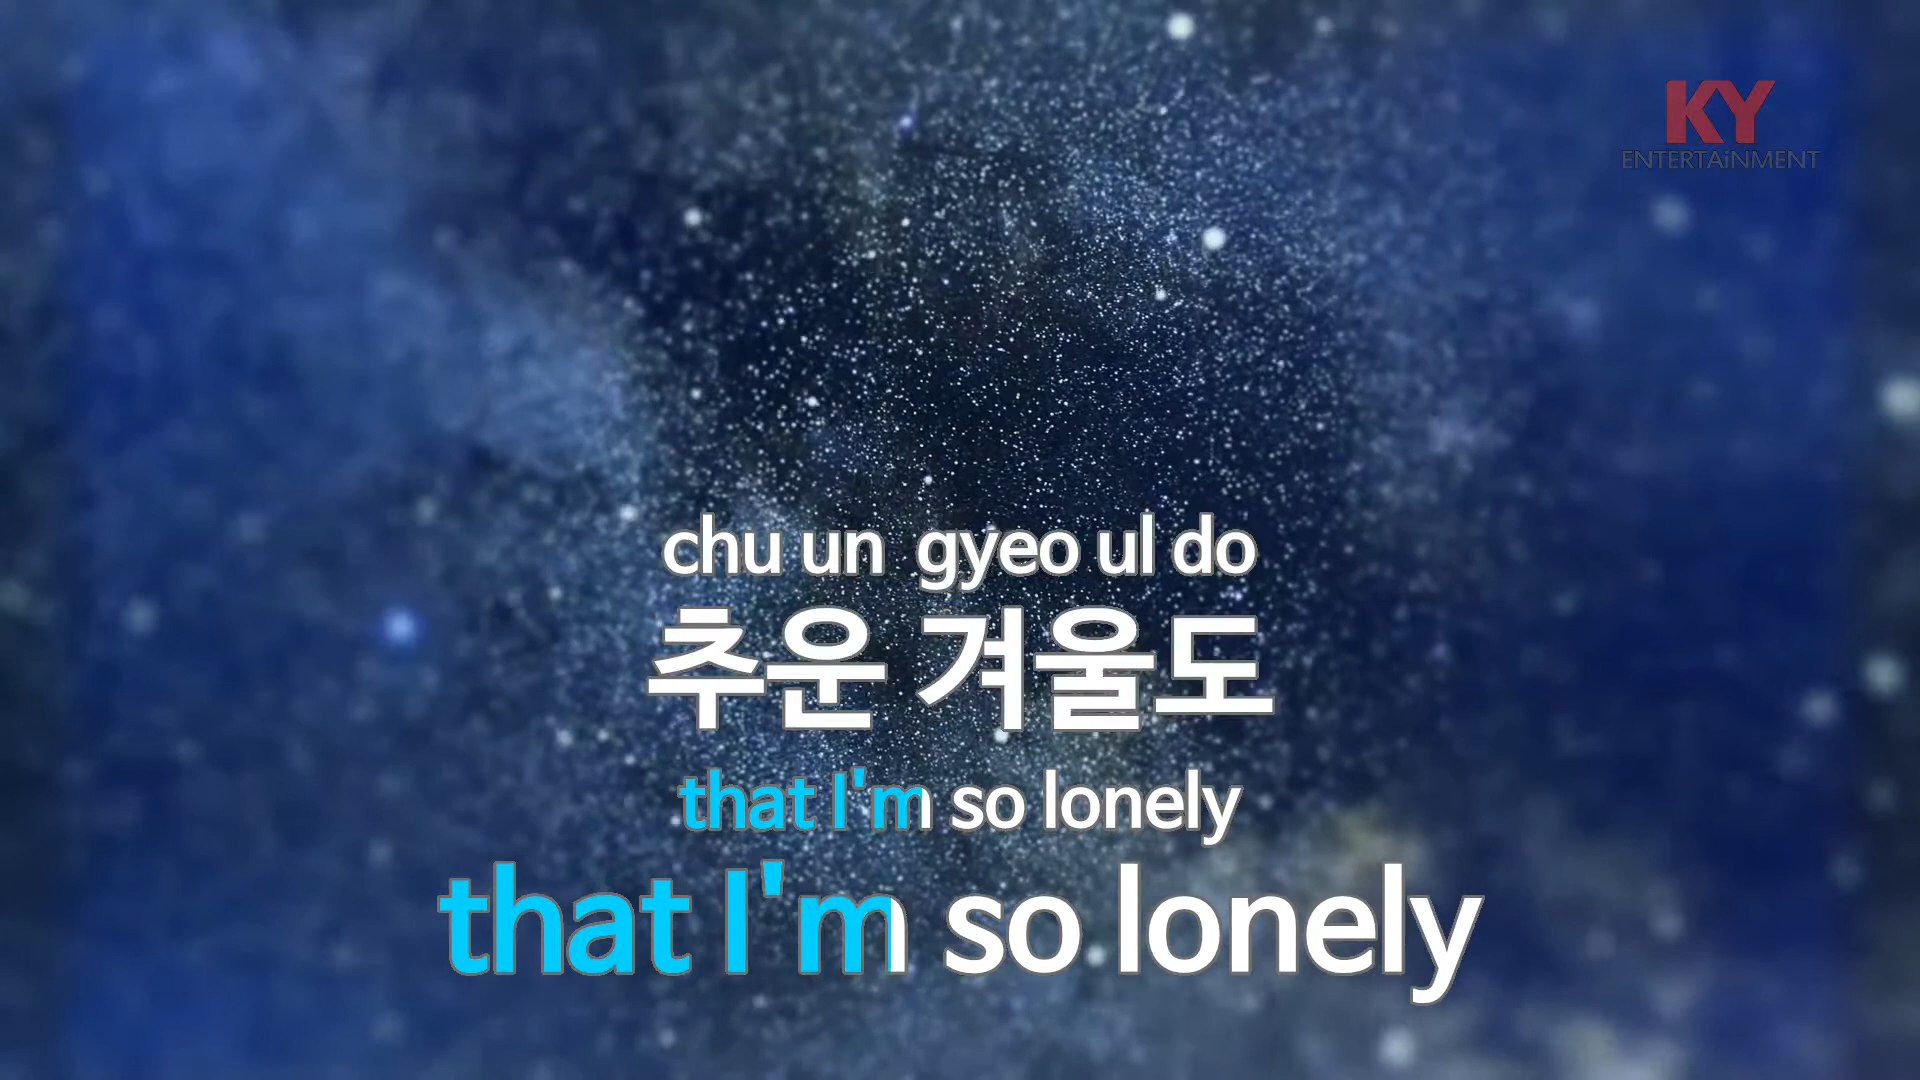 KY
ENTERTAiNMENT
chu un gyeo ul do
추운 겨울도
that I'm so lonely
that I'm so lonely